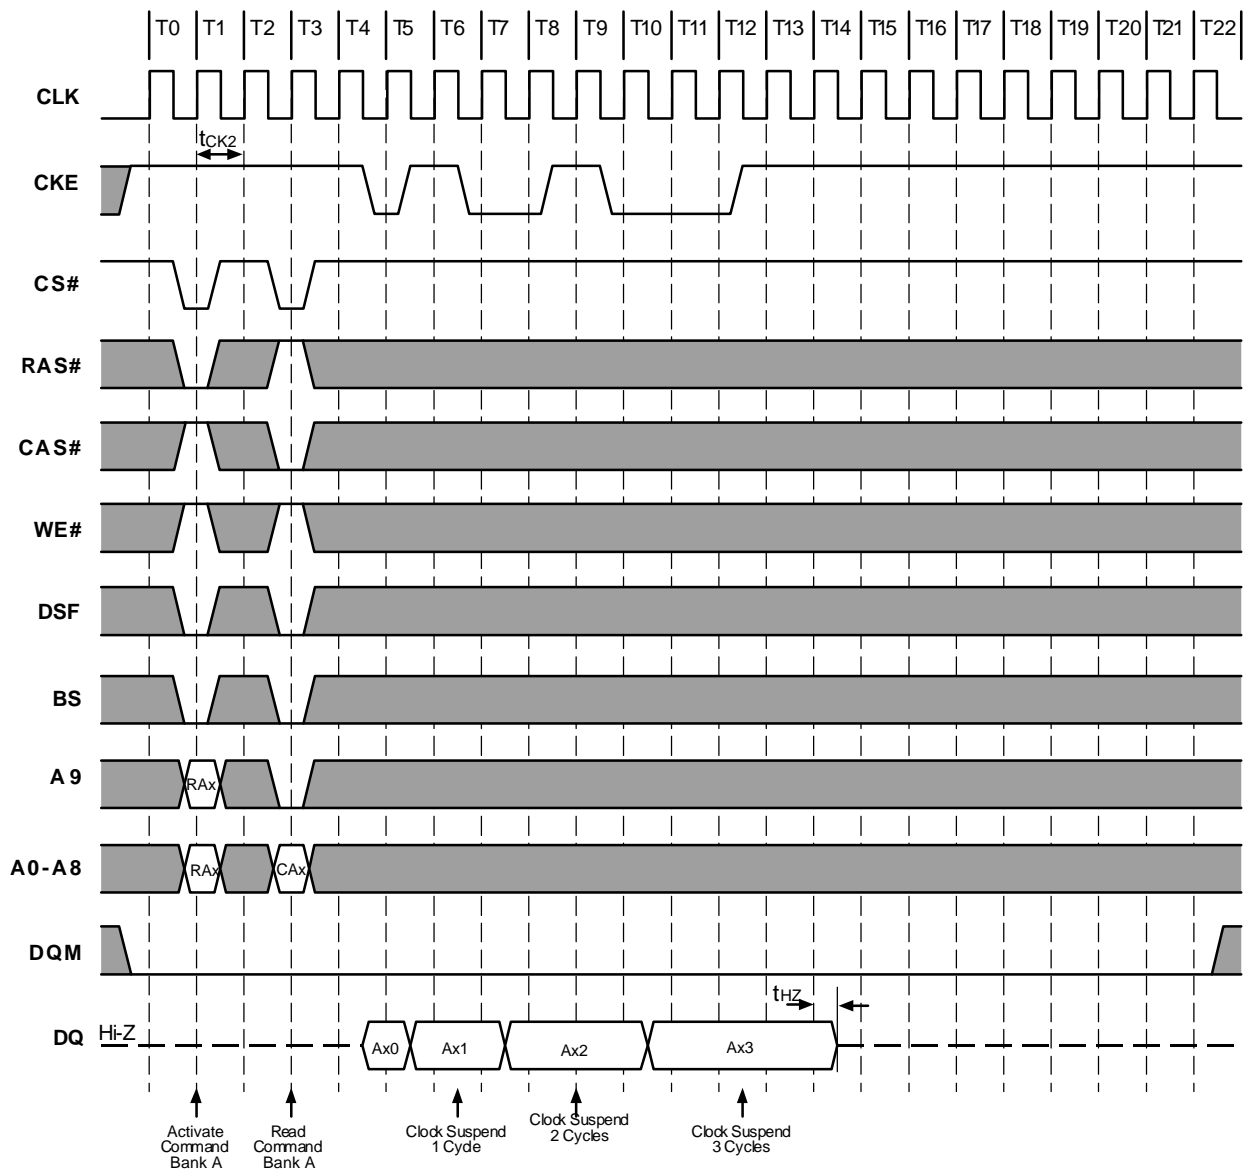 T0 T1 T2 T3 T4 T5 T6 T7 T8 T9 T10 T11 T12 T13 T14 T15 T16 T17 T18 T19 T20 T21 T22
CLK
tCK2
CKE
CS#
RAS#
CAS#
WE#
DSF
BS
A9
RAx
A0-A8
RAx CAx
DQM
tHZ
DQ Hi-Z
Ax0 Ax1 Ax2 Ax3
Activate
Command
Bank A
Read
Command
Bank A
Clock Suspend
1 Cycle
Clock Suspend
2 Cycles
Clock Suspend
3 Cycles